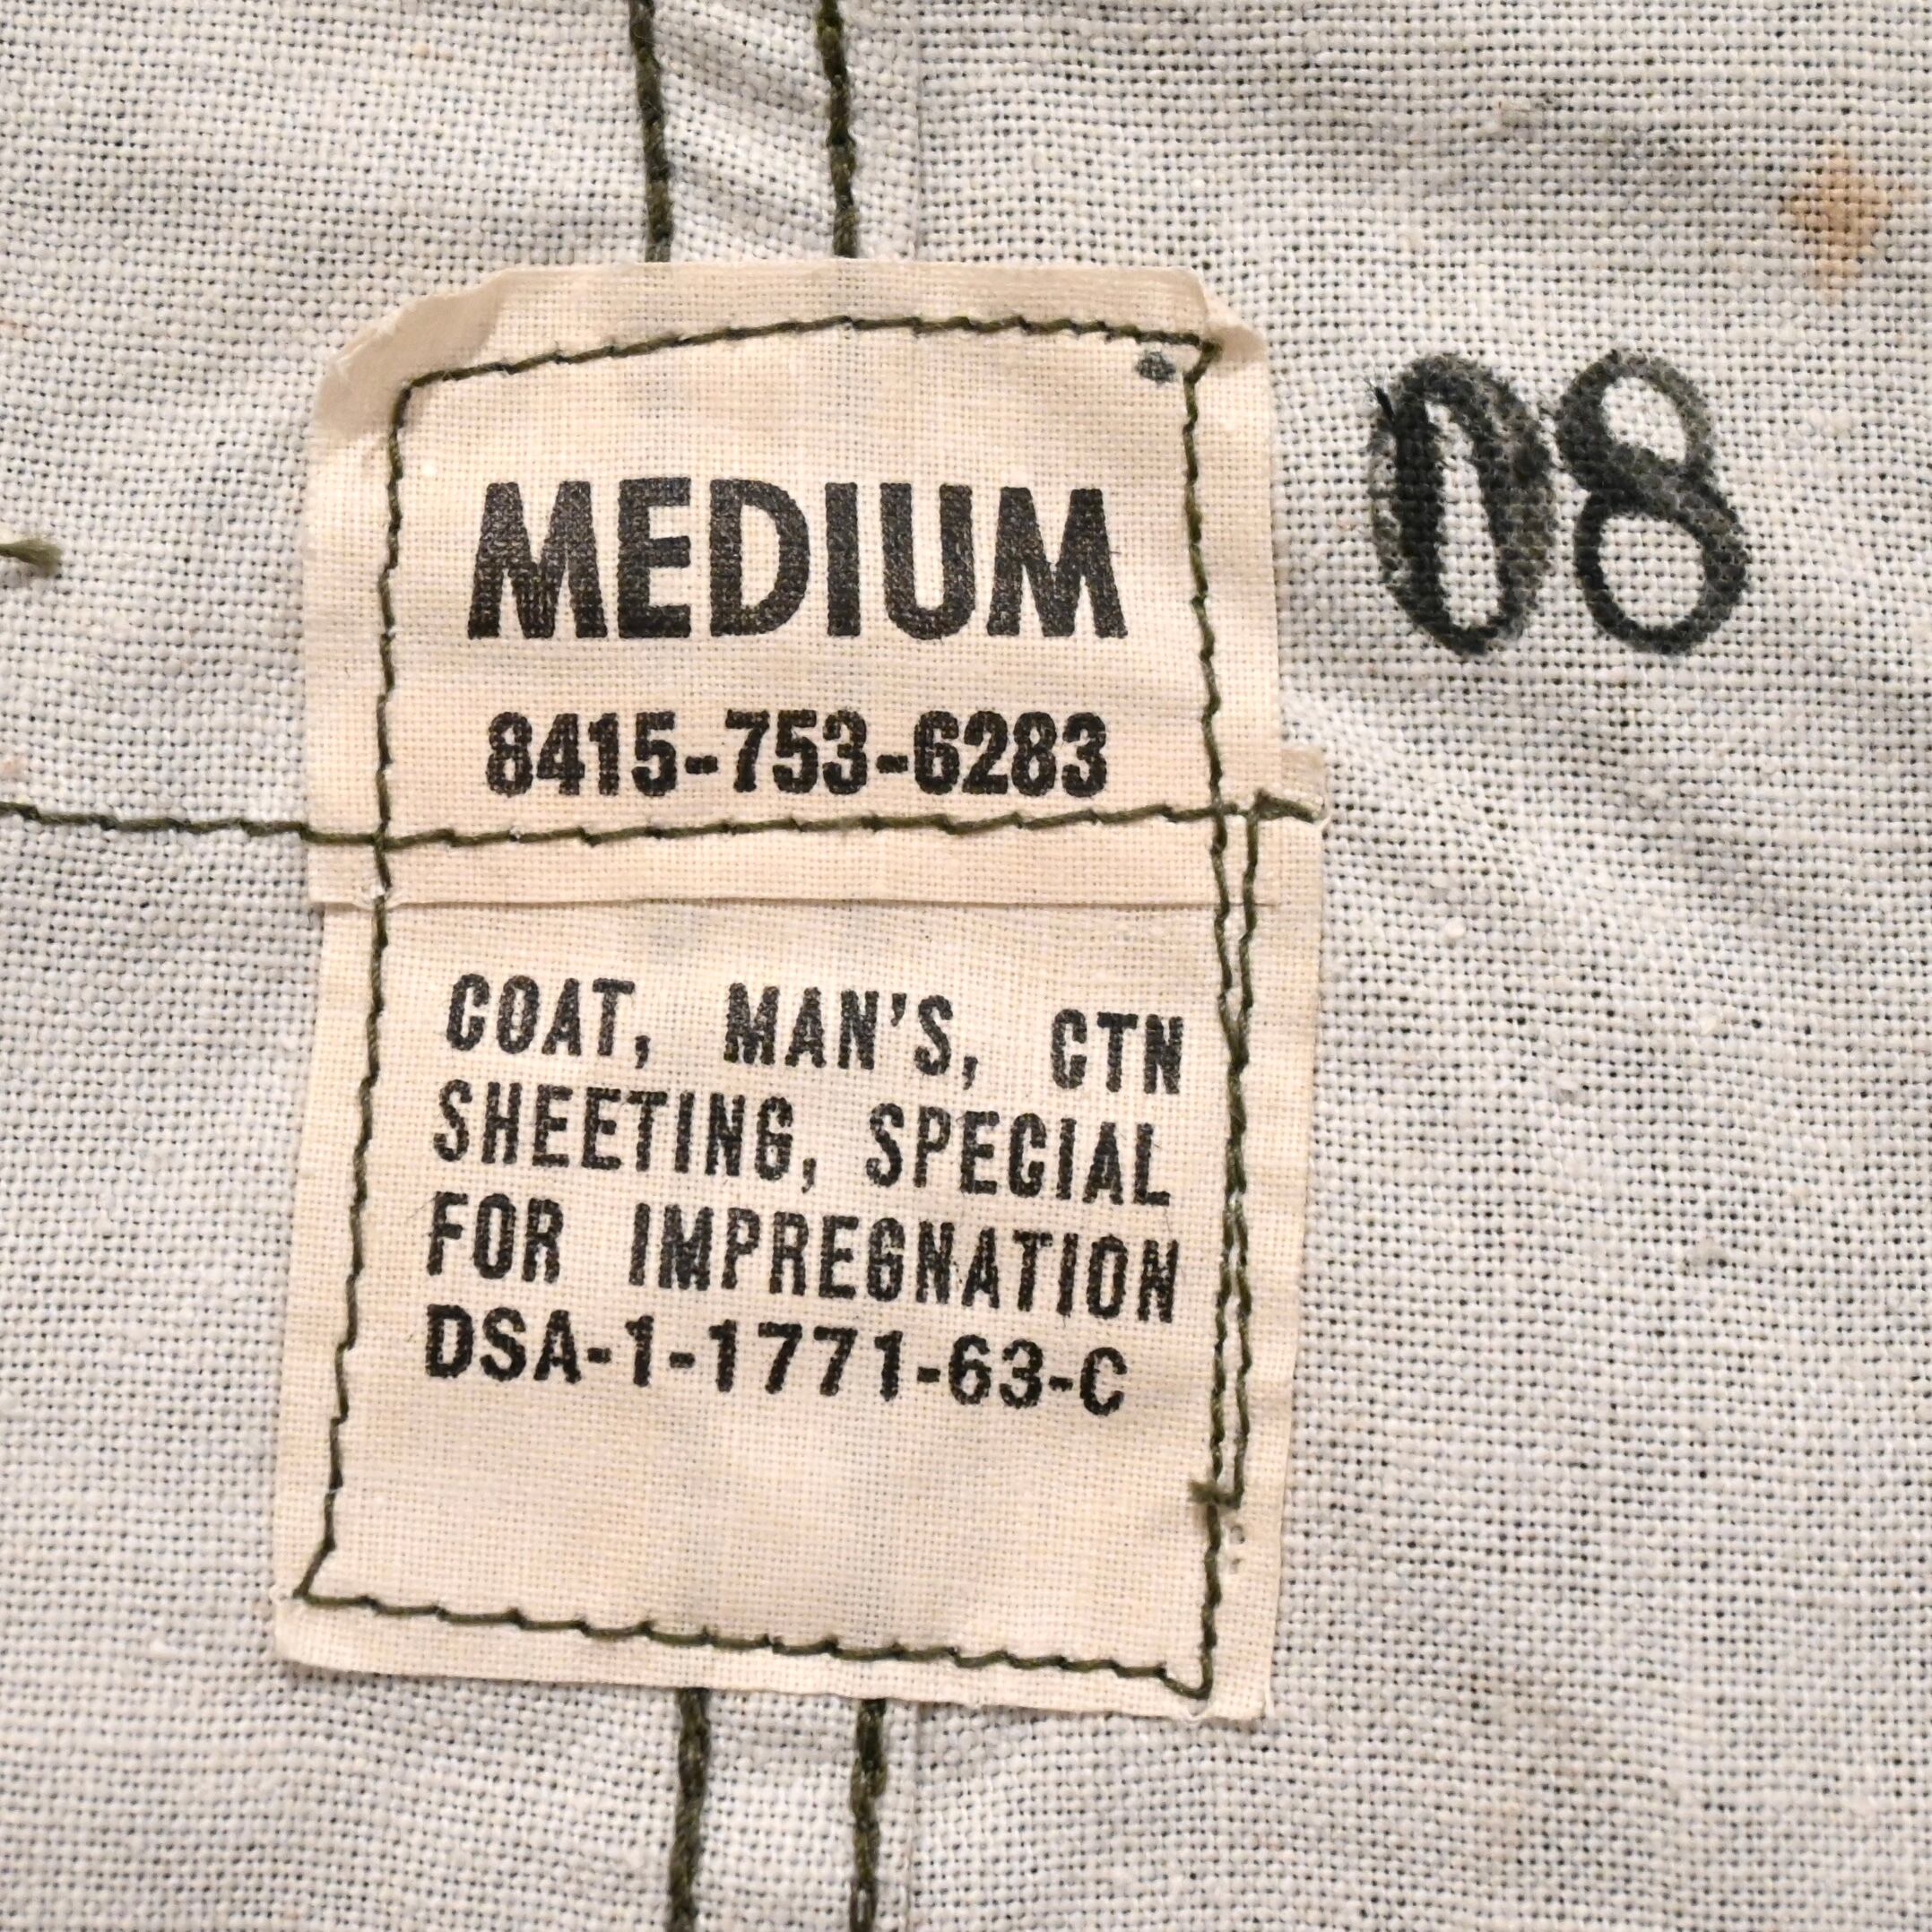 MEDIUM
08
8415-753-6283
COAT, MAN'S, CTN
SHEETING, SPECIAL
FOR IMPREGNATION
DSA-1-1771-63-C